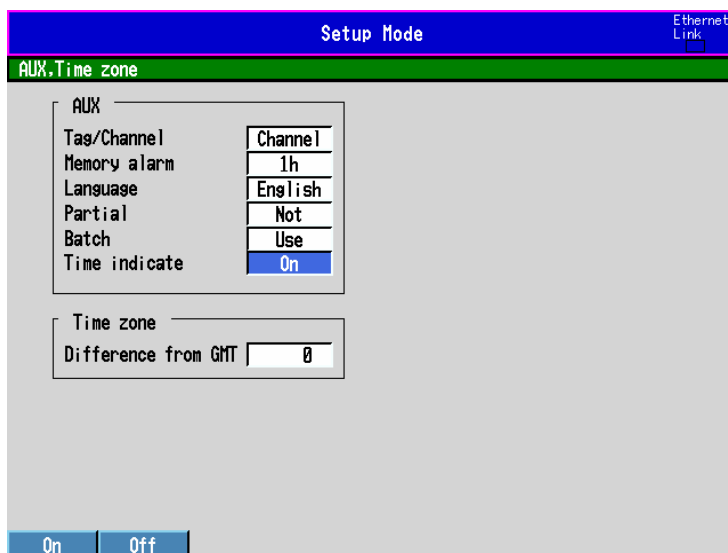 Setup Mode
Ethernet
Link
AUX,Time zone
AUX
Tag/Channel Channel
Memory alarm 1h
Language English
Partial Not
Batch Use
Time indicate On
Time zone
Difference from GMT 0
On Off